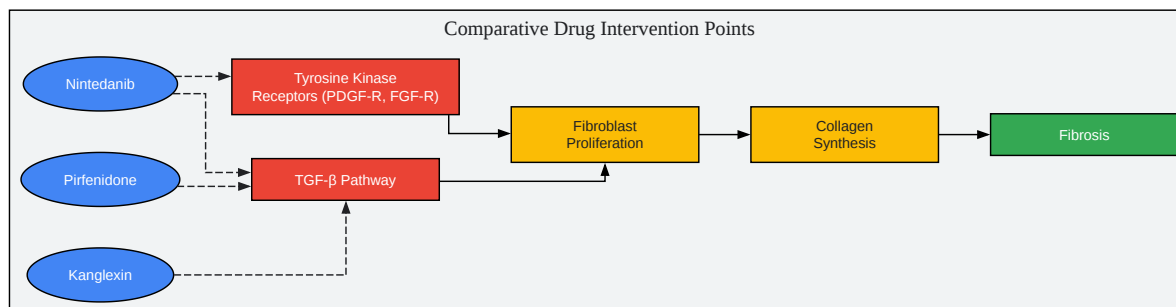 Comparative Drug Intervention Points
Nintedanib
Tyrosine Kinase
Receptors (PDGF-R, FGF-R)
Fibroblast
Proliferation
Collagen
Synthesis
Fibrosis
Pirfenidone
TGF-β Pathway
Kanglexin